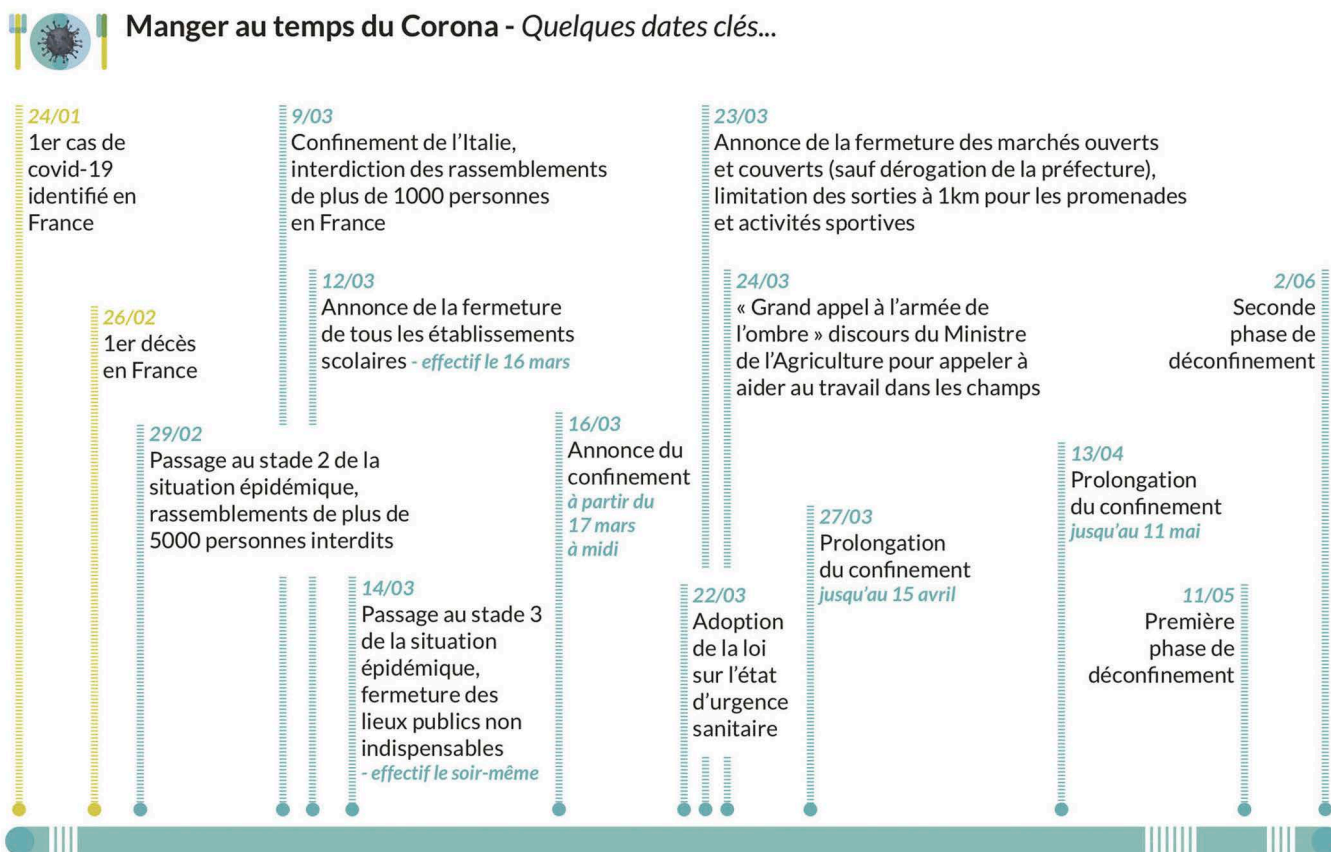 Manger au temps du Corona - Quelques dates clés...
24/01
1er cas de
covid-19
identifié en
France
26/02
1er décès
en France
29/02
Passage au stade 2 de la
situation épidémique,
rassemblements de plus de
5000 personnes interdits
9/03
Confinement de l’Italie,
interdiction des rassemblements
de plus de 1000 personnes
en France
12/03
Annonce de la fermeture
de tous les établissements
scolaires - effectif le 16 mars
14/03
Passage au stade 3
de la situation
épidémique,
fermeture des
lieux publics non
indispensables
- effectif le soir-même
16/03
Annonce du
confinement
à partir du
17 mars
à midi
22/03
Adoption
de la loi
sur l’état
d’urgence
sanitaire
23/03
Annonce de la fermeture des marchés ouverts
et couverts (sauf dérogation de la préfecture),
limitation des sorties à 1km pour les promenades
et activités sportives
24/03
« Grand appel à l’armée de
l’ombre » discours du Ministre
de l’Agriculture pour appeler à
aider au travail dans les champs
27/03
Prolongation
du confinement
jusqu’au 15 avril
13/04
Prolongation
du confinement
jusqu’au 11 mai
11/05
Première
phase de
déconfinement
2/06
Seconde
phase de
déconfinement